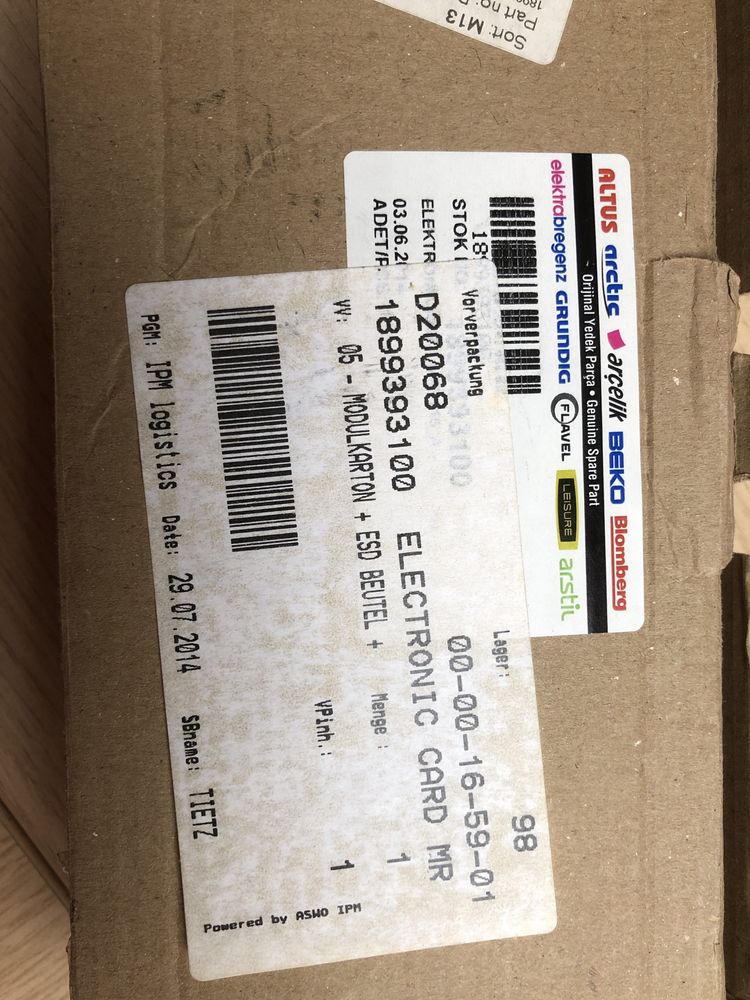 Sort: M13
Part no:
ALTUS arctic arçelik BEKO Blomberg
Orijinal Yedek Parça • Genuine Spare Part
elektrabregenz GRUNDIG FLAVEL LEISURE arstil
STOK
ELEKTR
03.06.2
ADET/P
Vorverpackung
Lager: 98
D20068 00-00-16-59-01
1899393100 ELECTRONIC CARD MR
Menge : 1
VV: 05 - MODULKARTON + ESD BEUTEL +
VPinh.: 1
PGM: IPM logistics Date: 29.07.2014 SBname: TIETZ
Powered by ASWO IPM